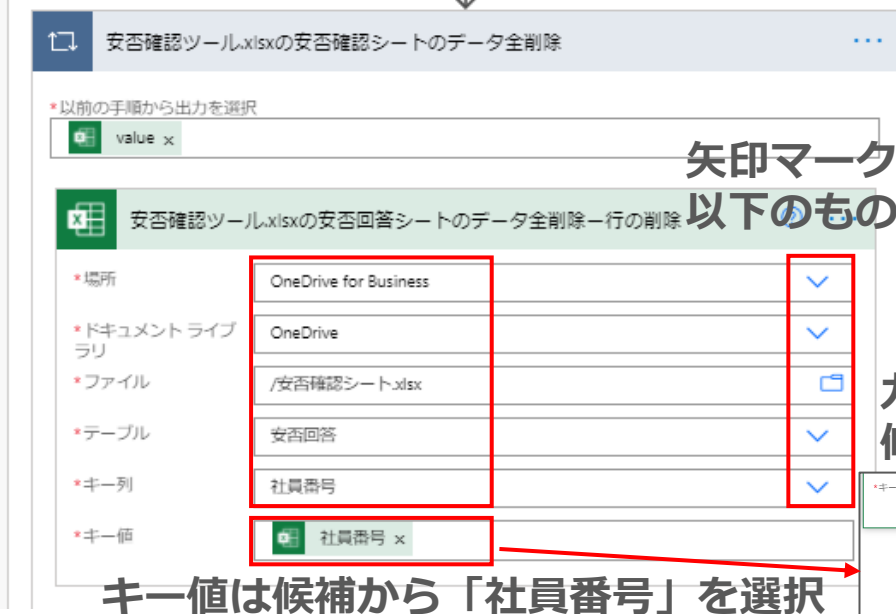 安否確認ツール.xlsxの安否確認シートのデータ全削除
*以前の手順から出力を選択
value ×
矢印マーク
以下のもの
安否確認ツール.xlsxの安否回答シートのデータ全削除ー行の削除
*場所
OneDrive for Business
*ドキュメント ライブ
ラリ
OneDrive
*ファイル
/安否確認シート.xlsx
*テーブル
安否回答
*キー列
社員番号
*キー値
社員番号 ×
*キー
キー値は候補から「社員番号」を選択